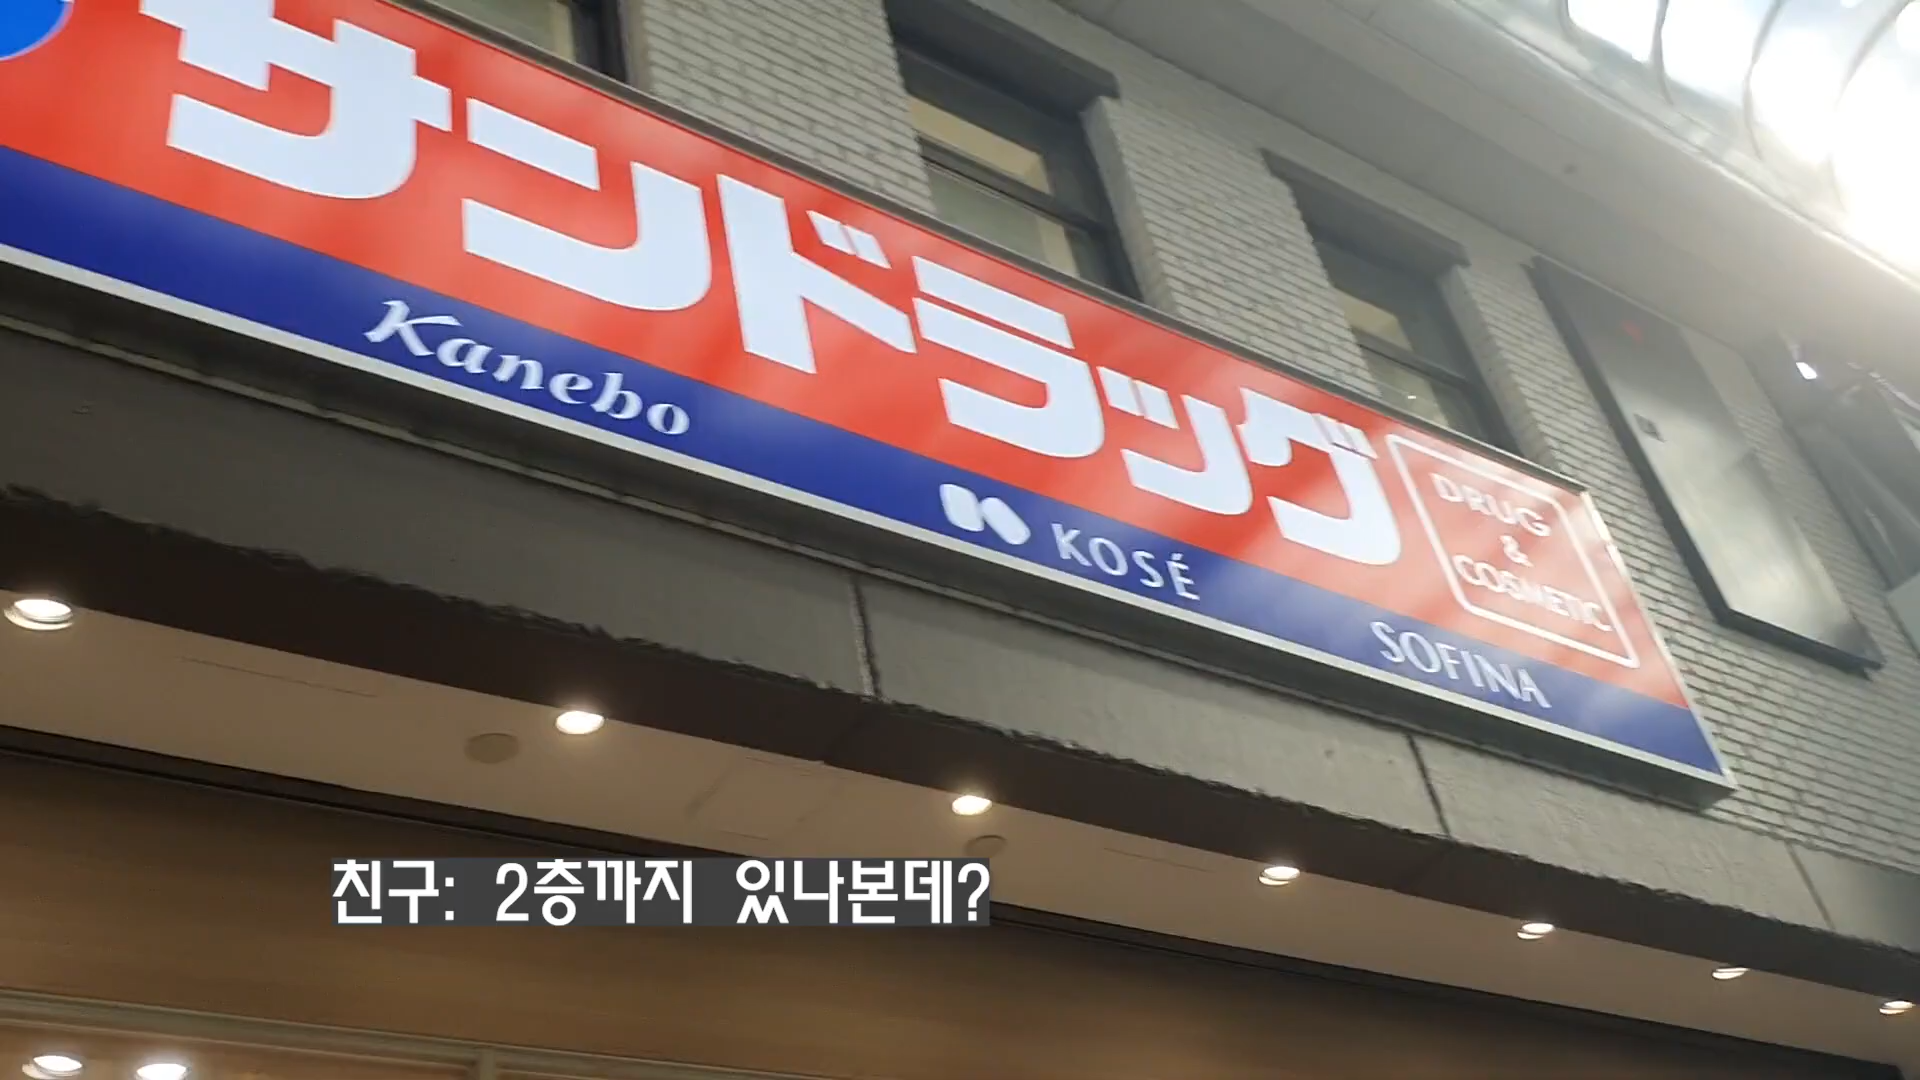 サンドラッグ
DRUG
&
COSMETIC
Kanebo
KOSÉ
SOFINA
친구: 2층까지 있나본데?